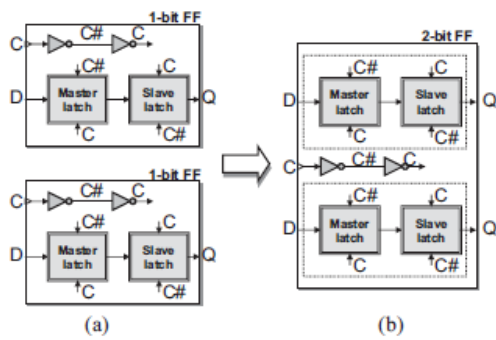 1-bit FF
C C# C
C# C
D Master latch Slave latch Q
C C#
1-bit FF
C C# C
C# C
D Master latch Slave latch Q
C C#
(a)
2-bit FF
C# C
D Master latch Slave latch Q
C C#
C C# C
C# C
D Master latch Slave latch Q
C C#
(b)